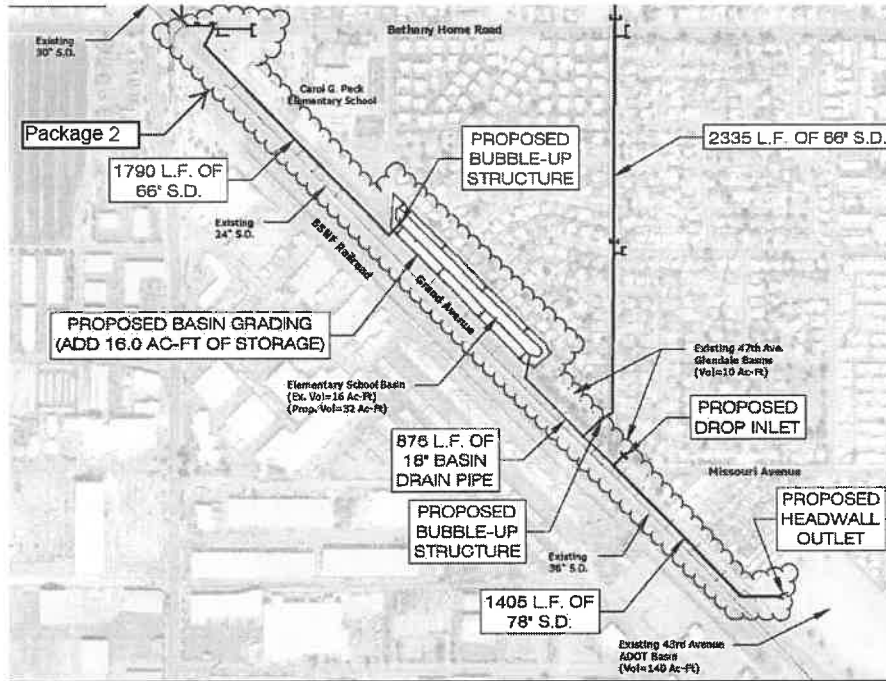 Existing
30" S.D.
Bethany Home Road
Carol G. Peck
Elementary School
Package 2
PROPOSED
BUBBLE-UP
STRUCTURE
2335 L.F. OF 66" S.D.
1790 L.F. OF
66" S.D.
Existing
24" S.D.
BSNF Railroad
Grand Avenue
PROPOSED BASIN GRADING
(ADD 16.0 AC-FT OF STORAGE)
Elementary School Basin
(Ex. Vol=16 Ac-Ft)
(Prop. Vol=32 Ac-Ft)
Existing 47th Ave.
Glendale Basins
(Vol=10 Ac-Ft)
PROPOSED
DROP INLET
875 L.F. OF
18" BASIN
DRAIN PIPE
Missouri Avenue
PROPOSED
HEADWALL
OUTLET
PROPOSED
BUBBLE-UP
STRUCTURE
Existing
36" S.D.
1405 L.F. OF
78" S.D.
Existing 43rd Avenue
ADOT Basin
(Vol=140 Ac-Ft)